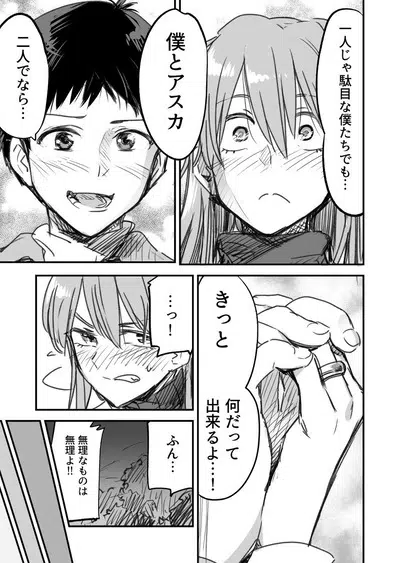 一人じゃ駄目な僕たちでも…
僕とアスカ
二人でなら…
きっと
何だって
出来るよ…！
…っ！
ふん…
無理なものは
無理よ!!